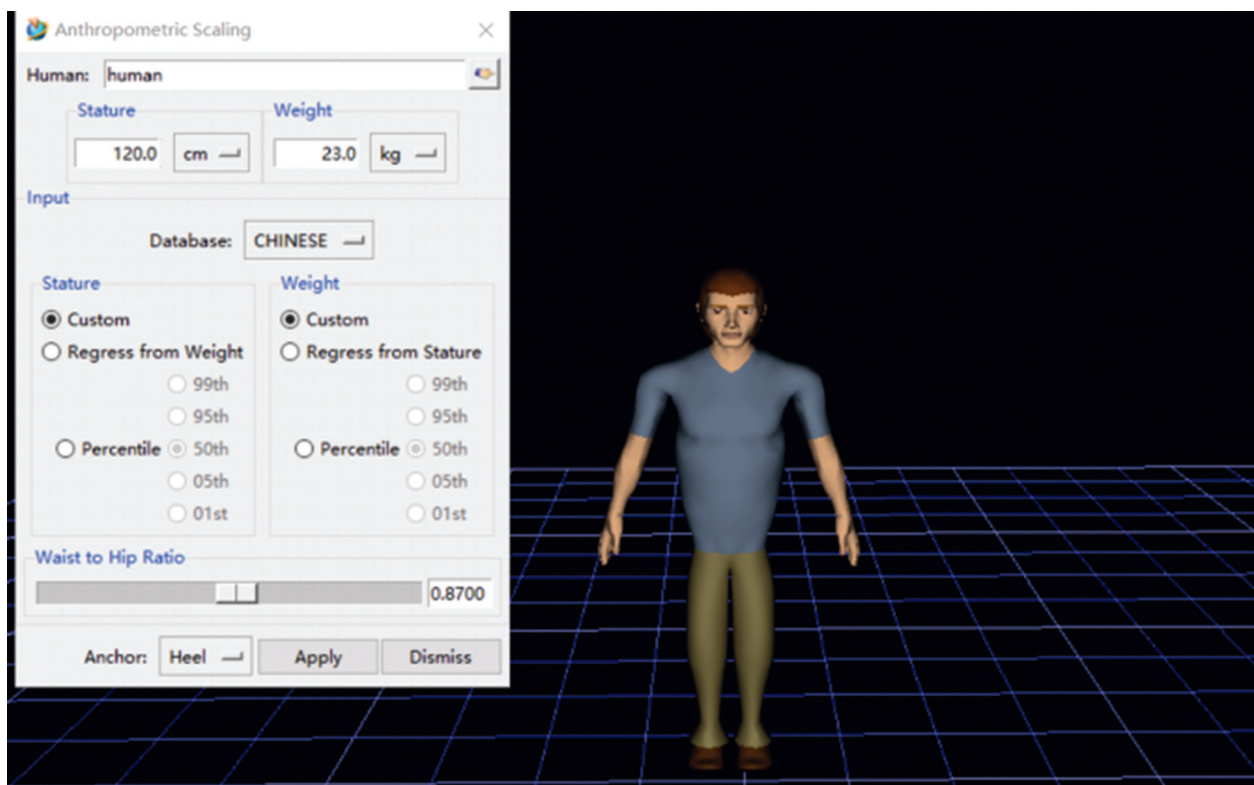 Anthropometric Scaling
Human: human
Stature Weight
120.0 cm 23.0 kg
Input
Database: CHINESE
Stature Weight
Custom Custom
Regress from Weight Regress from Stature
99th 99th
95th 95th
Percentile 50th Percentile 50th
05th 05th
01st 01st
Waist to Hip Ratio
0.8700
Anchor: Heel Apply Dismiss